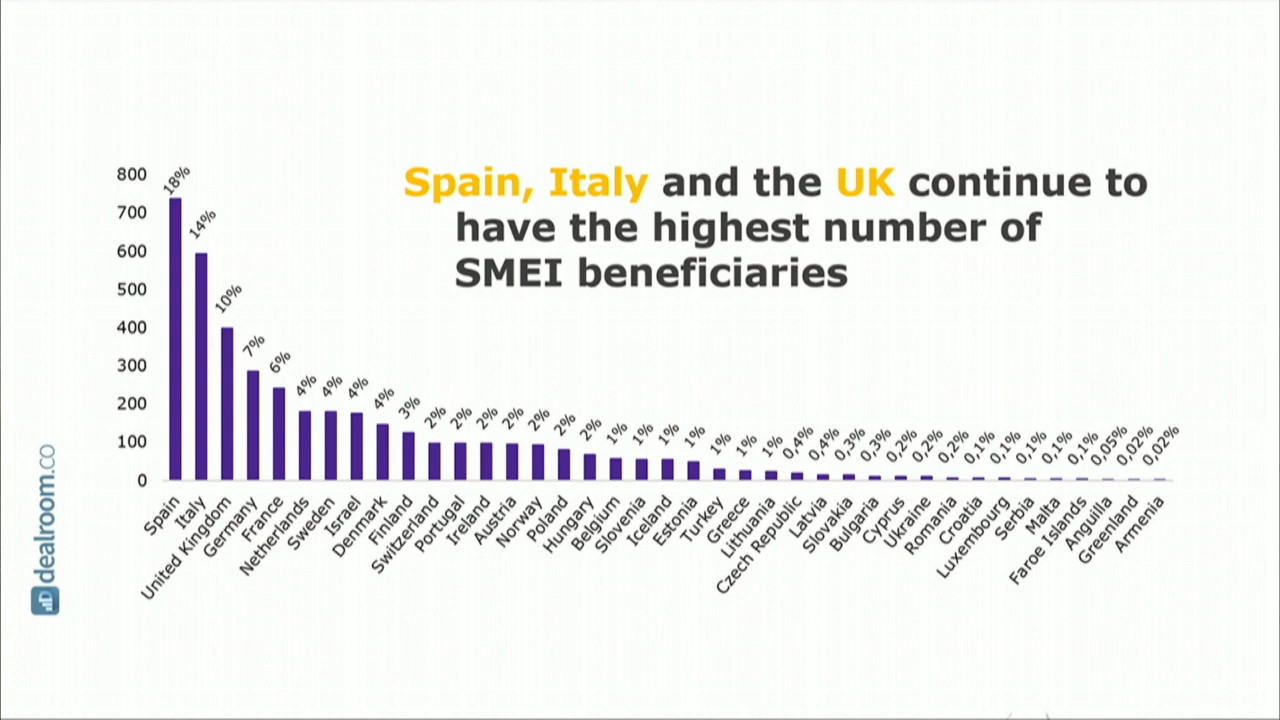 Spain, Italy and the UK continue to
have the highest number of
SMEI beneficiaries
800
700
600
500
400
300
200
100
0
18%
14%
10%
7%
6%
4%
4%
4%
4%
3%
2%
2%
2%
2%
2%
2%
2%
1%
1%
1%
1%
1%
1%
1%
0,4%
0,4%
0,3%
0,3%
0,2%
0,2%
0,2%
0,1%
0,1%
0,1%
0,1%
0,1%
0,05%
0,02%
0,02%
Spain
Italy
United Kingdom
Germany
France
Netherlands
Sweden
Israel
Denmark
Finland
Switzerland
Portugal
Ireland
Austria
Norway
Poland
Hungary
Belgium
Slovenia
Iceland
Estonia
Turkey
Greece
Lithuania
Czech Republic
Latvia
Slovakia
Bulgaria
Cyprus
Ukraine
Romania
Croatia
Luxembourg
Serbia
Malta
Faroe Islands
Anguilla
Greenland
Armenia
dealroom.co